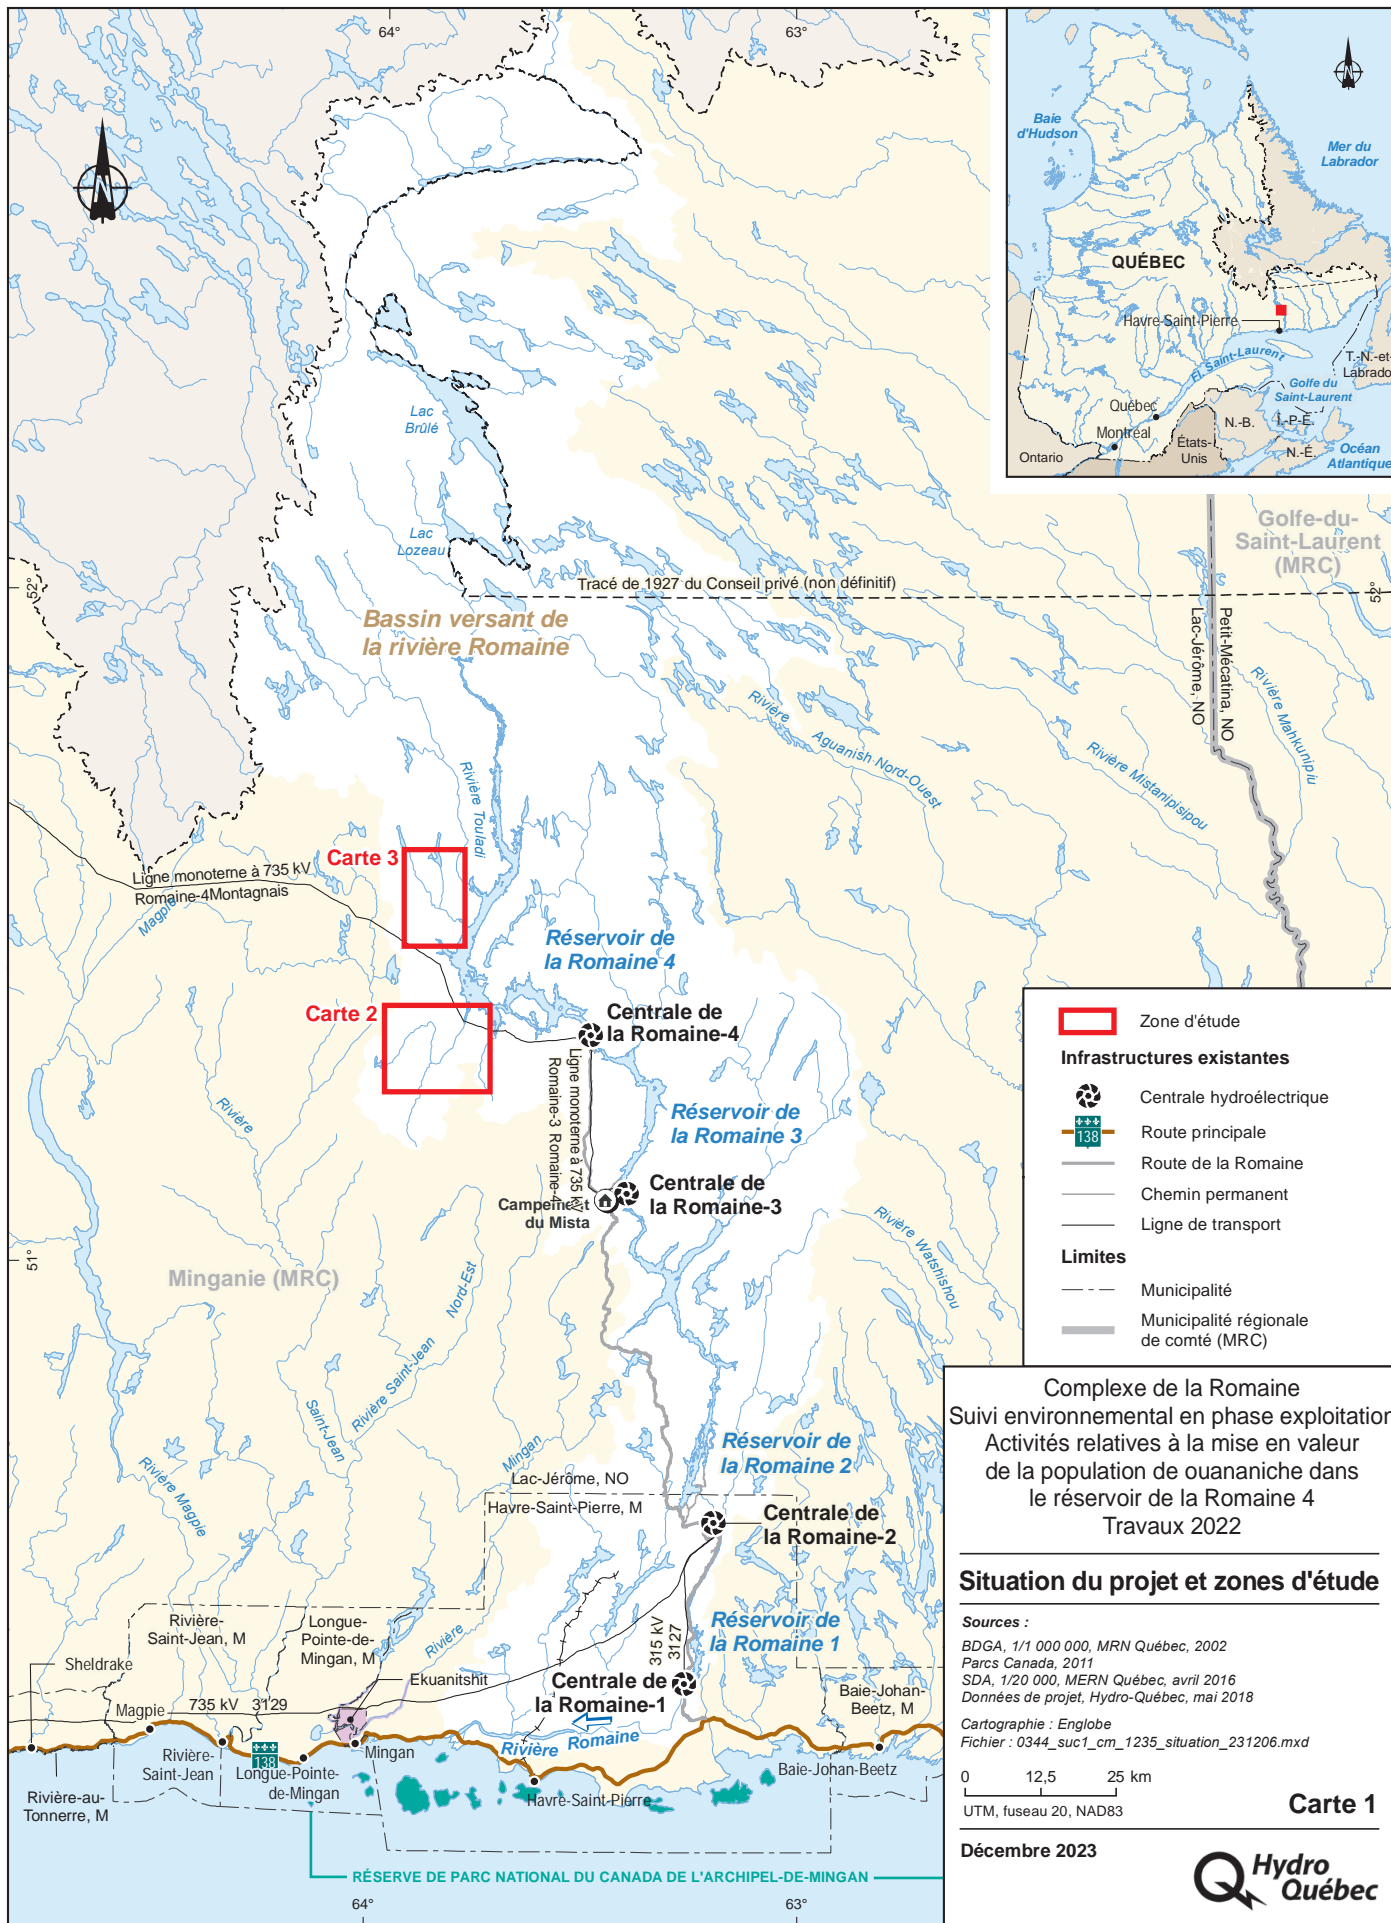 64°
63°
Baie
d'Hudson
Mer du
Labrador
QUÉBEC
Havre-Saint-Pierre
Fl. Saint-Laurent
T.-N.-et-
Labrado
Golfe du
Saint-Laurent
Québec
Montréal
N.-B.
Î.-P.-É.
États-
Unis
N.-É.
Ontario
Océan
Atlantique
Lac
Brûlé
Lac
Lozeau
Golfe-du-
Saint-Laurent
(MRC)
52°
52°
Tracé de 1927 du Conseil privé (non définitif)
Bassin versant de
la rivière Romaine
Lac-Jérôme, NO
Petit-Mécatina, NO
Rivière Mahkunipiu
Rivière
Aguanish Nord-Ouest
Rivière Mistanipisipou
Rivière Touladi
Carte 3
Ligne monoterne à 735 kV
Romaine-4Montagnais
Magpie
Réservoir de
la Romaine 4
Carte 2
Centrale de
la Romaine-4
Ligne monoterne à 735 kV
Romaine-3 Romaine-4
Rivière
Réservoir de
la Romaine 3
Centrale de
la Romaine-3
Campement
du Mista
Rivière Watshishou
51°
Minganie (MRC)
Nord-Est
Rivière Saint-Jean
Saint-Jean
Rivière Magpie
Mingan
Rivière
Réservoir de
la Romaine 2
Lac-Jérôme, NO
Havre-Saint-Pierre, M
Centrale de
la Romaine-2
Réservoir de
la Romaine 1
315 kV
3127
Centrale de
la Romaine-1
Rivière-
Saint-Jean, M
Longue-
Pointe-de-
Mingan, M
Ekuanitshit
Sheldrake
Magpie
735 kV 3129
Baie-Johan-
Beetz, M
Rivière Romaine
138
Rivière-
Saint-Jean
Longue-Pointe-
de-Mingan
Mingan
Havre-Saint-Pierre
Baie-Johan-Beetz
Rivière-au-
Tonnerre, M
RÉSERVE DE PARC NATIONAL DU CANADA DE L'ARCHIPEL-DE-MINGAN
64°
63°
Zone d'étude
Infrastructures existantes
Centrale hydroélectrique
138
Route principale
Route de la Romaine
Chemin permanent
Ligne de transport
Limites
Municipalité
Municipalité régionale
de comté (MRC)
Complexe de la Romaine
Suivi environnemental en phase exploitation
Activités relatives à la mise en valeur
de la population de ouananiche dans
le réservoir de la Romaine 4
Travaux 2022
Situation du projet et zones d'étude
Sources :
BDGA, 1/1 000 000, MRN Québec, 2002
Parcs Canada, 2011
SDA, 1/20 000, MERN Québec, avril 2016
Données de projet, Hydro-Québec, mai 2018
Cartographie : Englobe
Fichier : 0344_suc1_cm_1235_situation_231206.mxd
0 12,5 25 km
UTM, fuseau 20, NAD83
Carte 1
Décembre 2023
Hydro
Québec